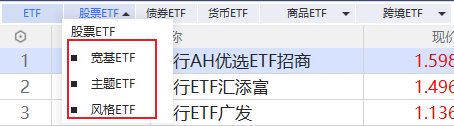 ETF 股票ETF 债券ETF 货币ETF 商品ETF 跨境ETF
股票ETF 称 现价
宽基ETF
1 行AH优选ETF招商 1.598
主题ETF
2 行ETF汇添富 1.496
风格ETF
3 行ETF广发 1.136